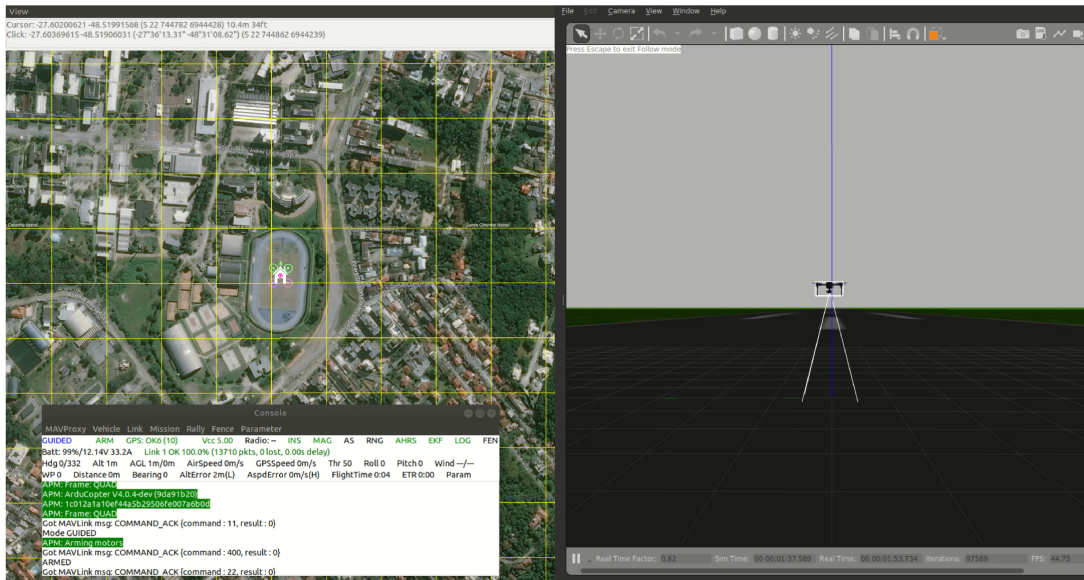 View
Cursor: -27.60200621 -48.51991568 (S 22 744782 6944428) 10.4m 34ft
Click: -27.60369615 -48.51906031 (-27°36'13.31" -48°31'08.62") (S 22 744862 6944239)
Console
MAVProxy Vehicle Link Mission Rally Fence Parameter
GUIDED ARM GPS: OK6 (10) Vcc 5.00 Radio: -- INS MAG AS RNG AHRS EKF LOG FEN
Batt: 99%/12.14V 33.2A Link 1 OK 100.0% (13710 pkts, 0 lost, 0.00s delay)
Hdg 0/332 Alt 1m AGL 1m/0m AirSpeed 0m/s GPSSpeed 0m/s Thr 50 Roll 0 Pitch 0 Wind ---/---
WP 0 Distance 0m Bearing 0 AltError 2m(L) AspdError 0m/s(H) FlightTime 0:04 ETR 0:00 Param
APM: Frame: QUAD
APM: ArduCopter V4.0.4-dev (9da91b20)
APM: 1c012a1a10ef44a5b29506fe007a6b0d
APM: Frame: QUAD
Got MAVLink msg: COMMAND_ACK {command : 11, result : 0}
Mode GUIDED
APM: Arming motors
Got MAVLink msg: COMMAND_ACK {command : 400, result : 0}
ARMED
Got MAVLink msg: COMMAND_ACK {command : 22, result : 0}
File Edit Camera View Window Help
Press Escape to exit Follow mode
Real Time Factor: 0.82 Sim Time: 00 00:01:37.589 Real Time: 00 00:01:53.734 Iterations: 97589 FPS: 44.75